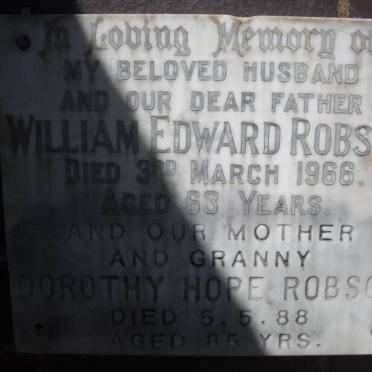 In Loving Memory of
MY BELOVED HUSBAND
AND OUR DEAR FATHER
WILLIAM EDWARD ROBS
DIED 3RD MARCH 1966.
AGED 63 YEARS.
AND OUR MOTHER
AND GRANNY
DOROTHY HOPE ROBSO
DIED 5.5.88
AGED 85 YRS.